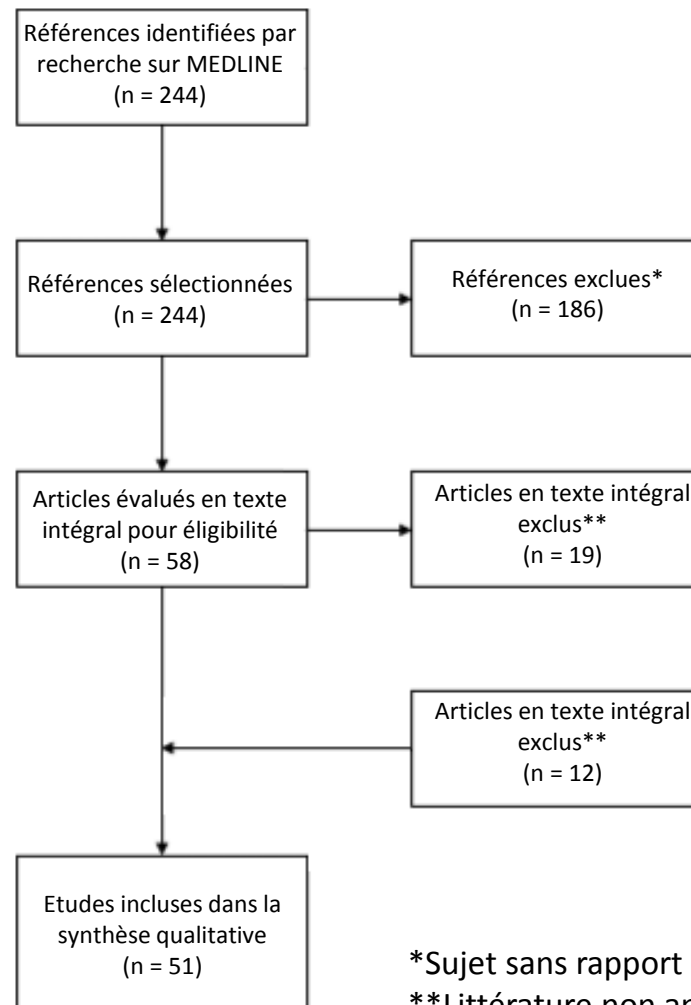 Références identifiées par
recherche sur MEDLINE
(n = 244)
Références sélectionnées
(n = 244)
Références exclues*
(n = 186)
Articles évalués en texte
intégral pour éligibilité
(n = 58)
Articles en texte intégral
exclus**
(n = 19)
Articles en texte intégral
exclus**
(n = 12)
Etudes incluses dans la
synthèse qualitative
(n = 51)
*Sujet sans rapport
**Littérature non